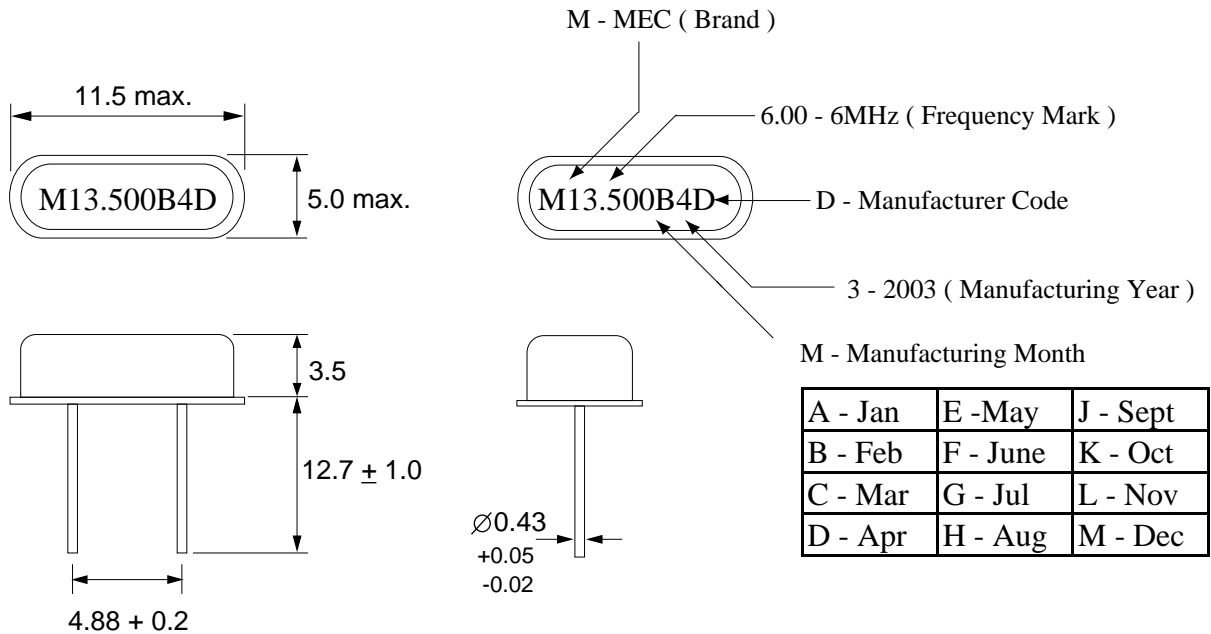 M - MEC ( Brand )
11.5 max.
6.00 - 6MHz ( Frequency Mark )
M13.500B4D
5.0 max.
M13.500B4D
D - Manufacturer Code
3 - 2003 ( Manufacturing Year )
M - Manufacturing Month
3.5
12.7 ± 1.0
Ø0.43
+0.05
-0.02
4.88 + 0.2
A - Jan E -May J - Sept
B - Feb F - June K - Oct
C - Mar G - Jul L - Nov
D - Apr H - Aug M - Dec